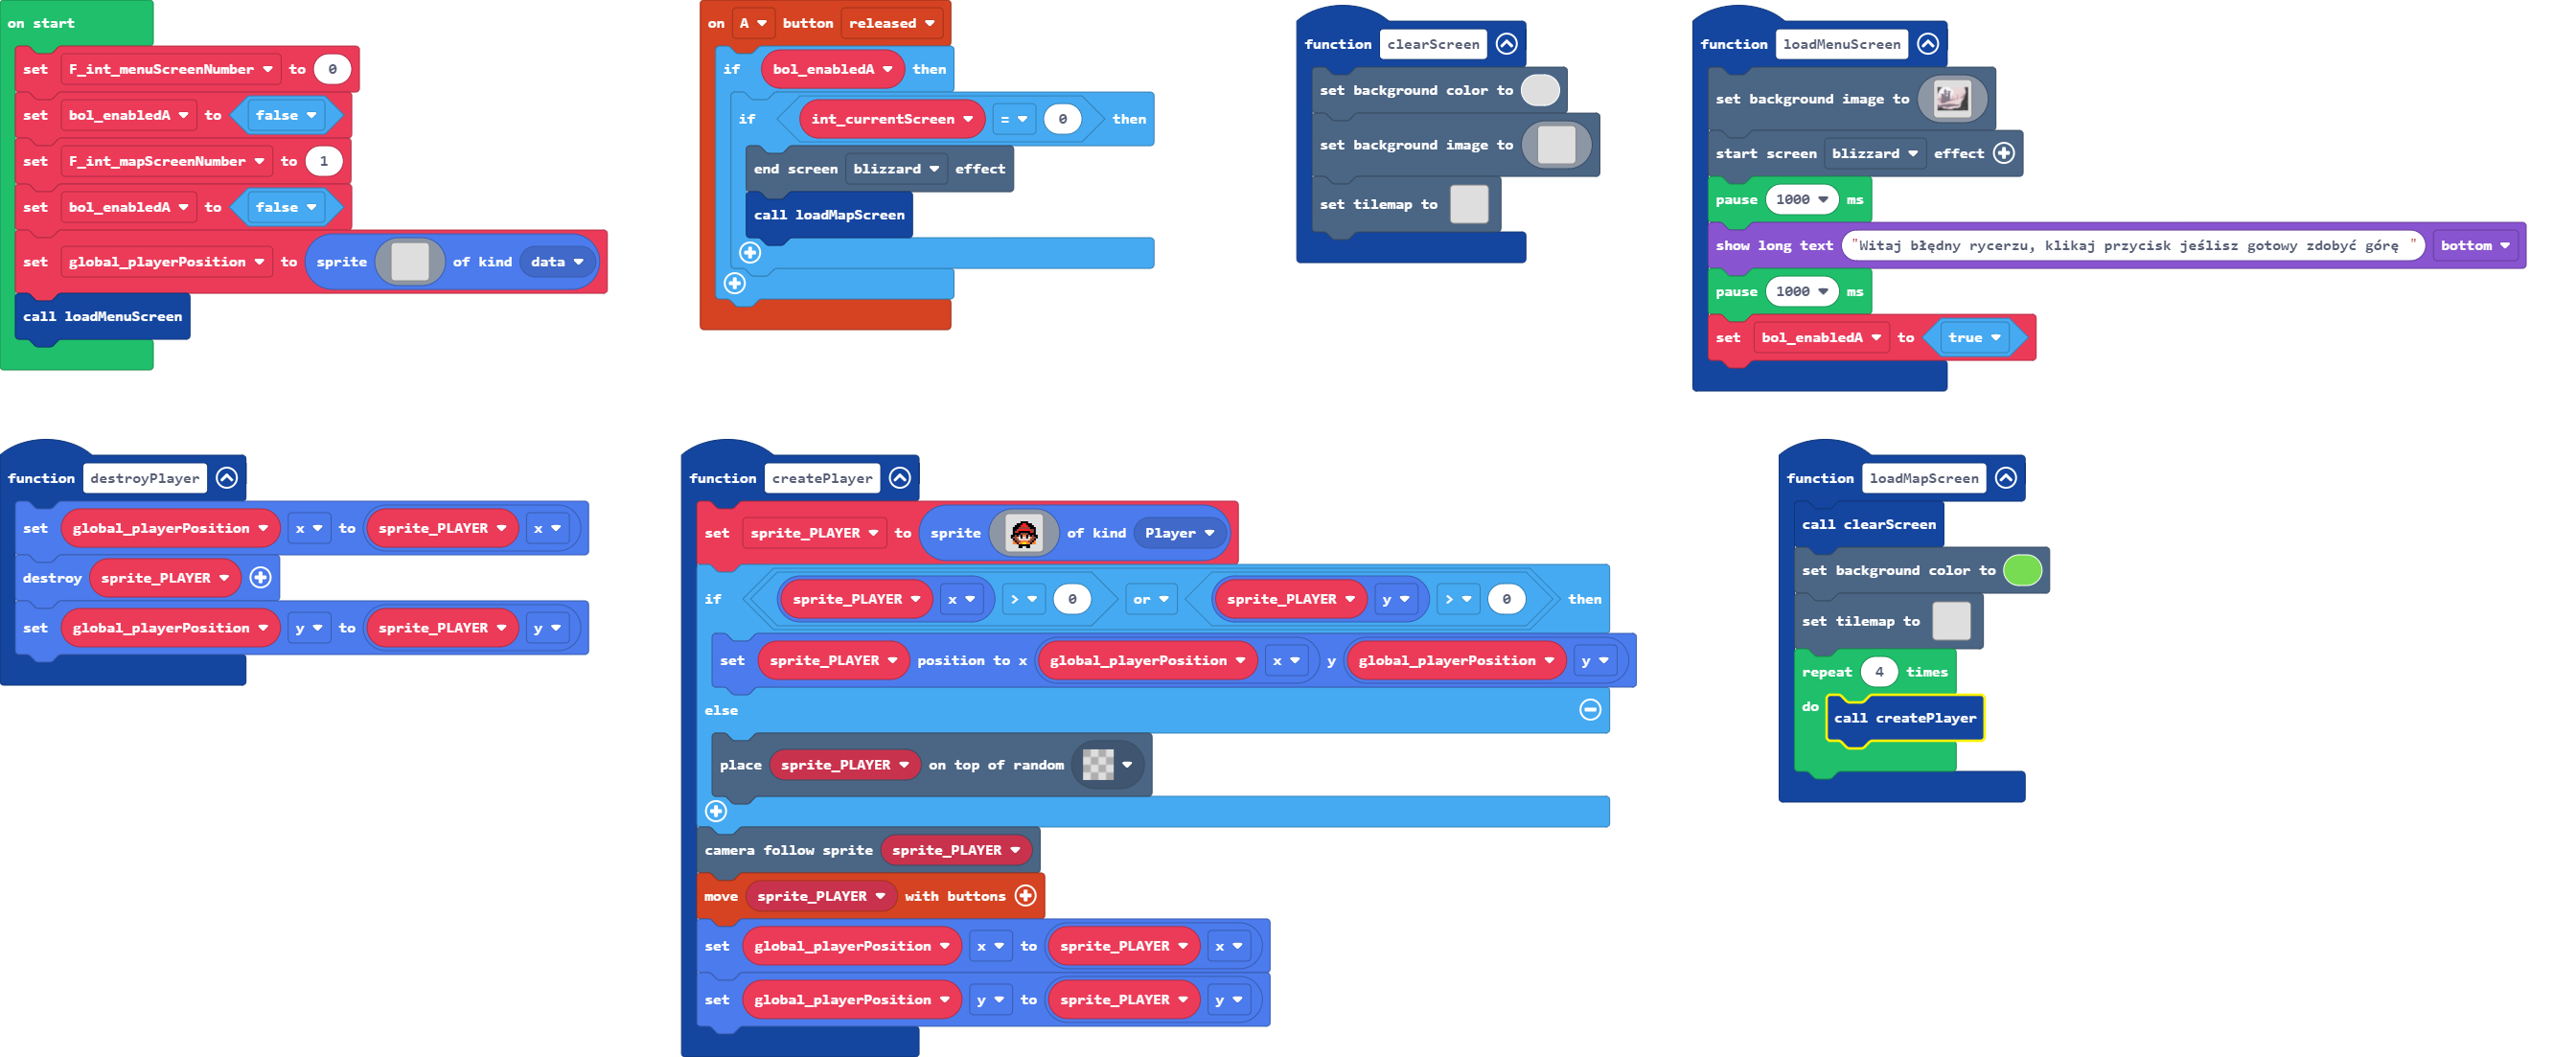 on start
set F_int_menuScreenNumber to 0
set bol_enabledA to false
set F_int_mapScreenNumber to 1
set bol_enabledA to false
set global_playerPosition to sprite of kind data
call loadMenuScreen
on A button released
if bol_enabledA then
if int_currentScreen = 0 then
end screen blizzard effect
call loadMapScreen
function clearScreen
set background color to
set background image to
set tilemap to
function loadMenuScreen
set background image to
start screen blizzard effect
pause 1000 ms
show long text "Witaj błędny rycerzu, klikaj przycisk jeślisz gotowy zdobyć górę " bottom
pause 1000 ms
set bol_enabledA to true
function destroyPlayer
set global_playerPosition x to sprite_PLAYER x
destroy sprite_PLAYER
set global_playerPosition y to sprite_PLAYER y
function createPlayer
set sprite_PLAYER to sprite of kind Player
if sprite_PLAYER x > 0 or sprite_PLAYER y > 0 then
set sprite_PLAYER position to x global_playerPosition x y global_playerPosition y
else
place sprite_PLAYER on top of random
camera follow sprite sprite_PLAYER
move sprite_PLAYER with buttons
set global_playerPosition x to sprite_PLAYER x
set global_playerPosition y to sprite_PLAYER y
function loadMapScreen
call clearScreen
set background color to
set tilemap to
repeat 4 times
do call createPlayer